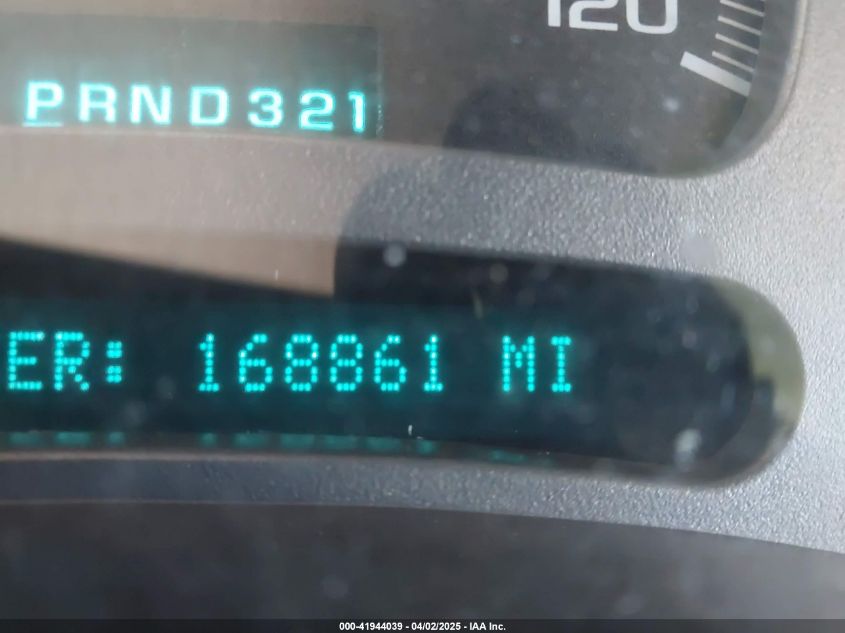 120
PRND321
ER: 168861 MI
000-41944039 - 04/02/2025 - IAA Inc.